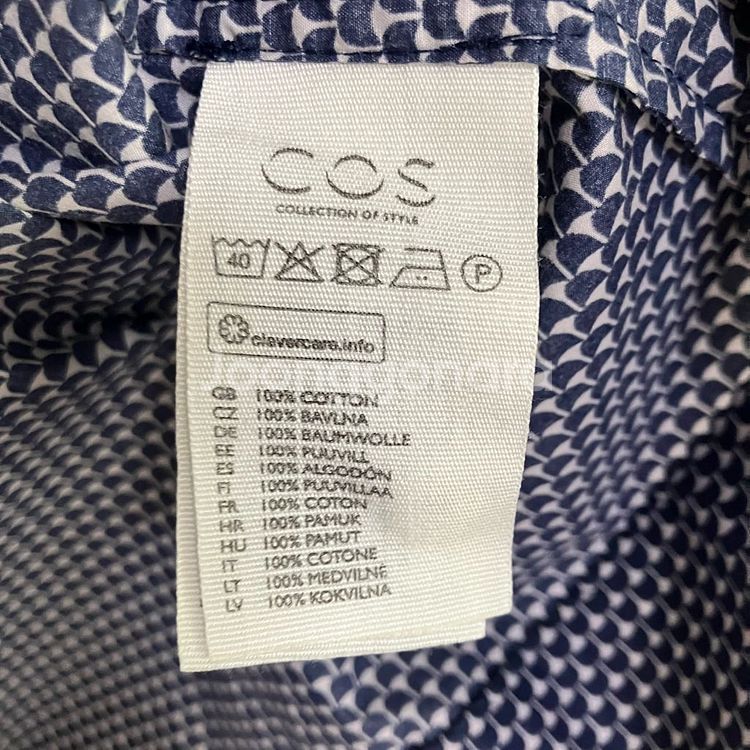 COS
COLLECTION OF STYLE
40
P
clevercare.info
GB 100% COTTON
CZ 100% BAVLNA
DE 100% BAUMWOLLE
EE 100% PUUVILL
ES 100% ALGODÓN
FI 100% PUUVILLAA
FR 100% COTON
HR 100% PAMUK
HU 100% PAMUT
IT 100% COTONE
LT 100% MEDVILNĖ
LV 100% KOKVILNA